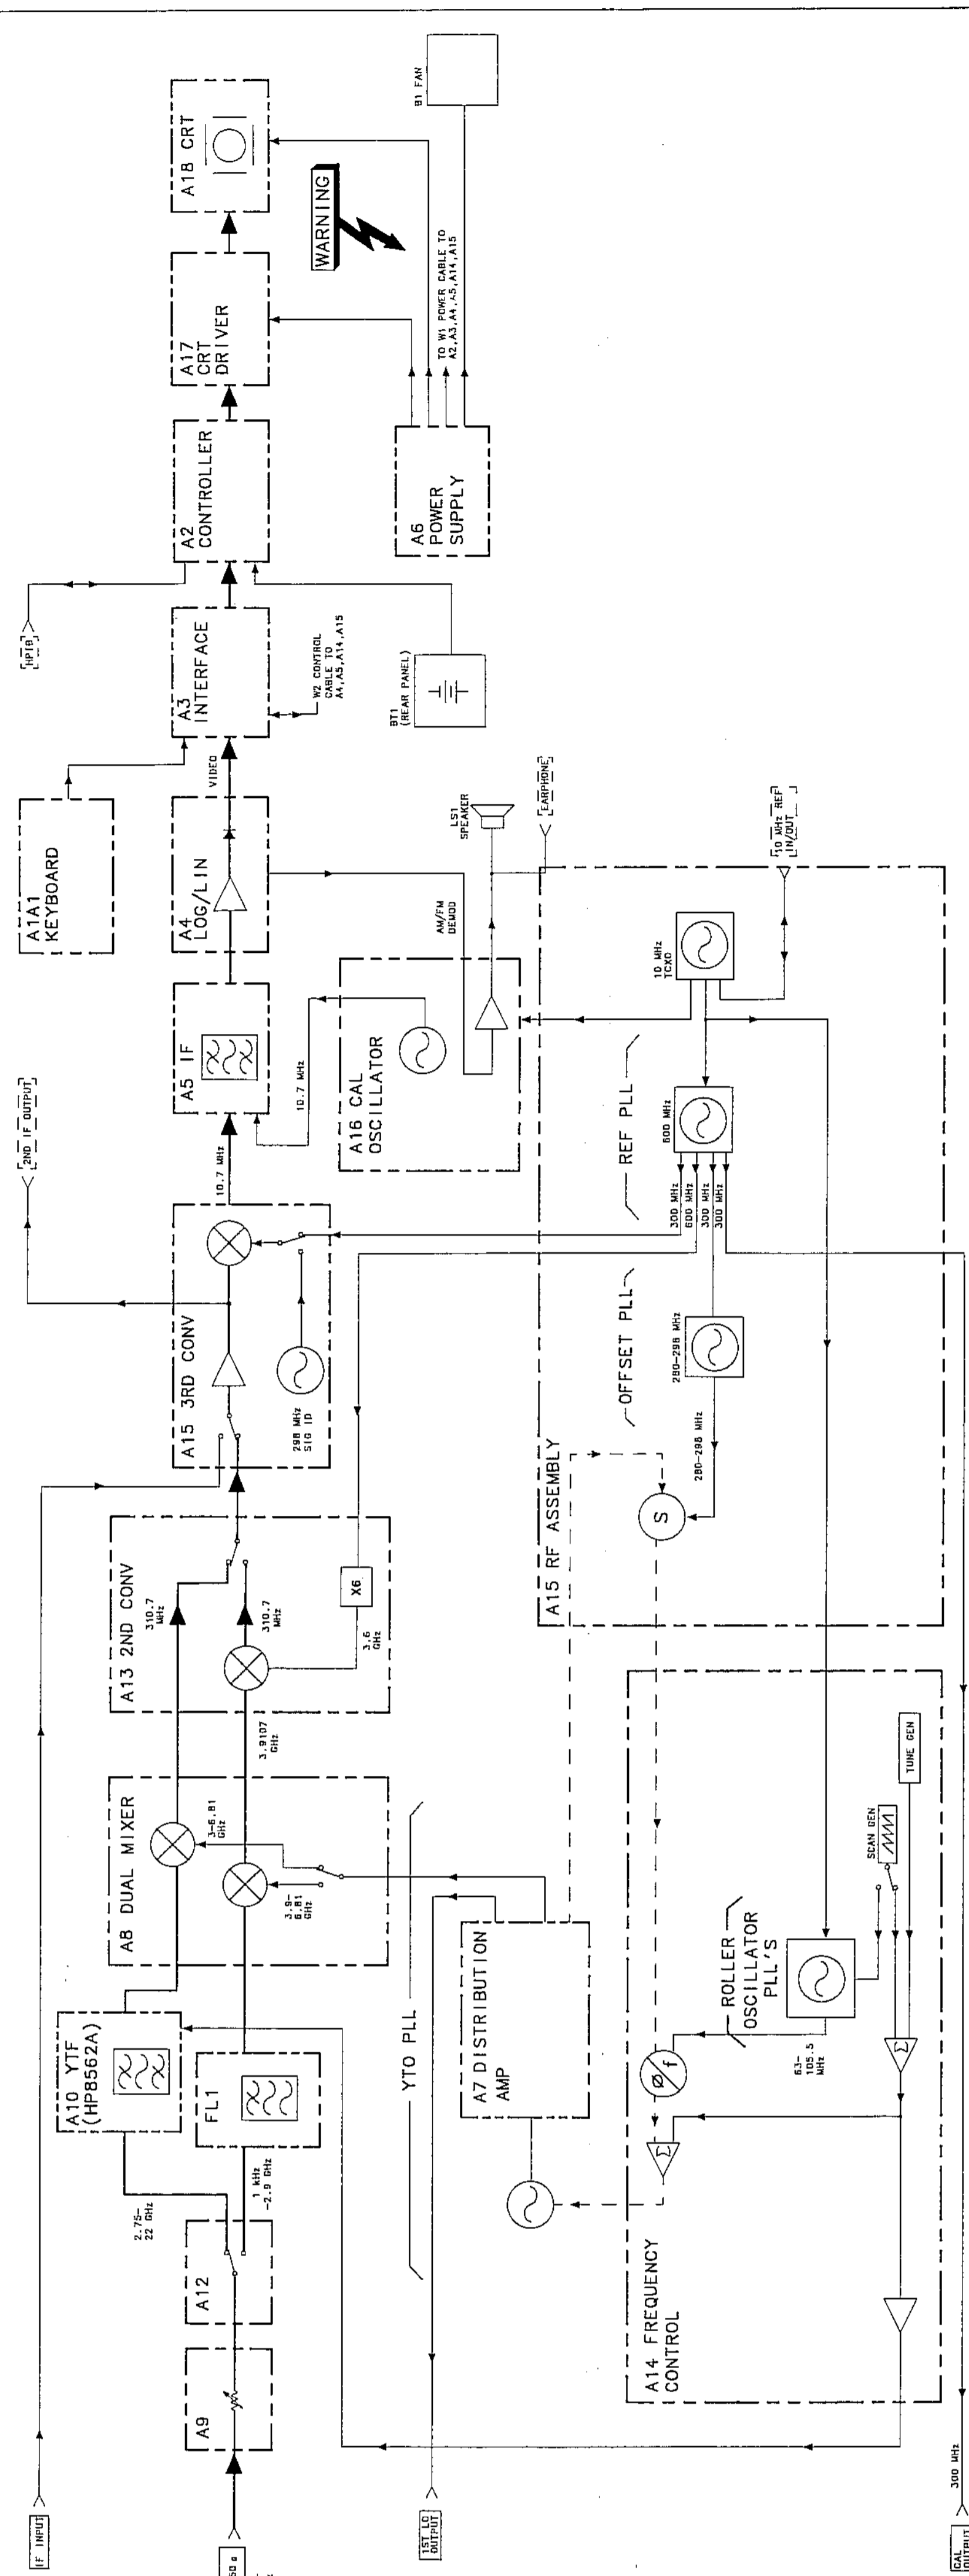 IF INPUT
50 Ω
A9
A12
2.75-
22 GHz
1 kHz
-2.9 GHz
A10 YTF
(HP8562A)
FL1
A8 DUAL MIXER
3-6.81
3.9-
6.81
GHz
3.9107
GHz
A13 2ND CONV
310.7
MHz
310.7
MHz
X6
3.6
GHz
A15 3RD CONV
298 MHz
SIG ID
2ND IF OUTPUT
10.7 MHz
A5 IF
10.7 MHz
A4
LOG/LIN
VIDEO
A1A1
KEYBOARD
A3
INTERFACE
W2 CONTROL
CABLE TO
A4,A5,A14,A15
HPIB
A2
CONTROLLER
BT1
(REAR PANEL)
A17
CRT
DRIVER
A18 CRT
WARNING
A6
POWER
SUPPLY
TO W1 POWER CABLE TO
A2,A3,A4,A5,A14,A15
B1 FAN
A16 CAL
OSCILLATOR
AM/FM
DEMOD
LS1
SPEAKER
EARPHONE
1ST LO
OUTPUT
YTO PLL
A7 DISTRIBUTION
AMP
A15 RF ASSEMBLY
S
OFFSET PLL
280-298 MHz
280-298 MHz
REF PLL
300 MHz
600 MHz
300 MHz
300 MHz
600 MHz
10 MHz
TCXO
10 MHz REF
IN/OUT
A14 FREQUENCY
CONTROL
Σ
Ø/f
ROLLER
OSCILLATOR
PLL'S
63-
105.5
MHz
Σ
SCAN GEN
TUNE GEN
CAL
OUTPUT
300 MHz